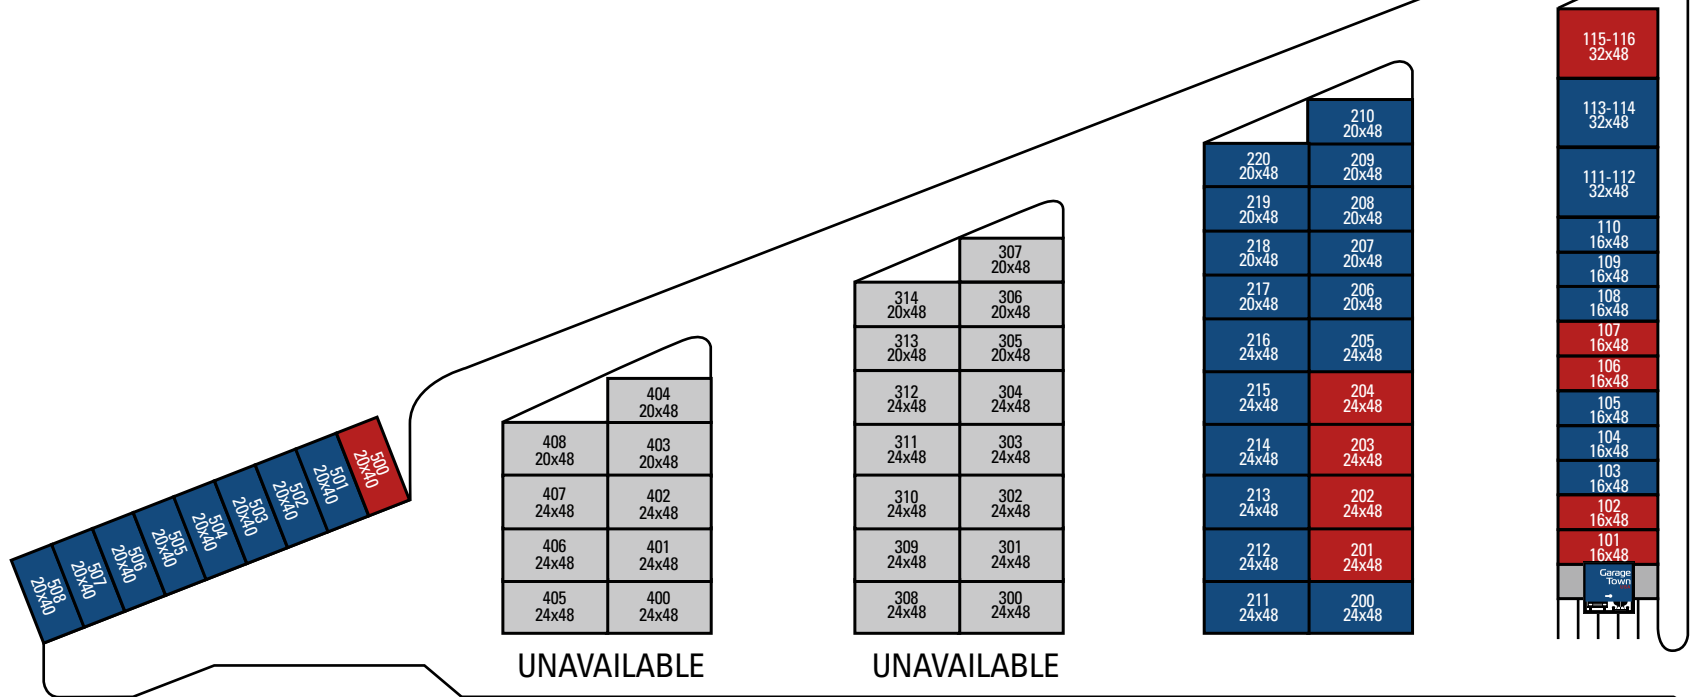 115-116
32x48
113-114
32x48
111-112
32x48
110
16x48
109
16x48
108
16x48
107
16x48
106
16x48
105
16x48
104
16x48
103
16x48
102
16x48
101
16x48
Garage
Town
210
20x48
220
20x48
209
20x48
219
20x48
208
20x48
218
20x48
207
20x48
217
20x48
206
20x48
216
24x48
205
24x48
215
24x48
204
24x48
214
24x48
203
24x48
213
24x48
202
24x48
212
24x48
201
24x48
211
24x48
200
24x48
307
20x48
314
20x48
306
20x48
313
20x48
305
20x48
312
24x48
304
24x48
311
24x48
303
24x48
310
24x48
302
24x48
309
24x48
301
24x48
308
24x48
300
24x48
UNAVAILABLE
404
20x48
408
20x48
403
20x48
407
24x48
402
24x48
406
24x48
401
24x48
405
24x48
400
24x48
UNAVAILABLE
500
20x40
501
20x40
502
20x40
503
20x40
504
20x40
505
20x40
506
20x40
507
20x40
508
20x40